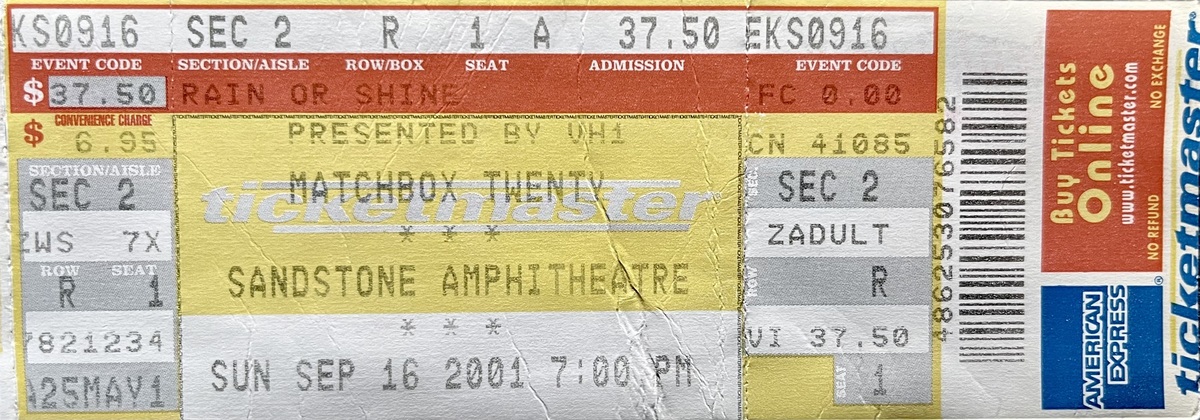 KS0916 SEC 2 R 1 A 37.50 EKS0916
EVENT CODE SECTION/AISLE ROW/BOX SEAT ADMISSION EVENT CODE
$ 37.50 RAIN OR SHINE FC 0.00
$ CONVENIENCE CHARGE
6.95
PRESENTED BY VH1
CN 41085
SECTION/AISLE
SEC 2
MATCHBOX TWENTY
ticketmaster
* * *
SEC.
SEC 2
ZWS 7X
ZADULT
ROW SEAT
R 1
SANDSTONE AMPHITHEATRE
ROW
R
* * *
7821234
VI 37.50
A25MAY1
SUN SEP 16 2001 7:00 PM
SEAT
1
486253076582
Buy Tickets
Online
www.ticketmaster.com
NO REFUND NO EXCHANGE
AMERICAN
EXPRESS
®
ticketmaster®